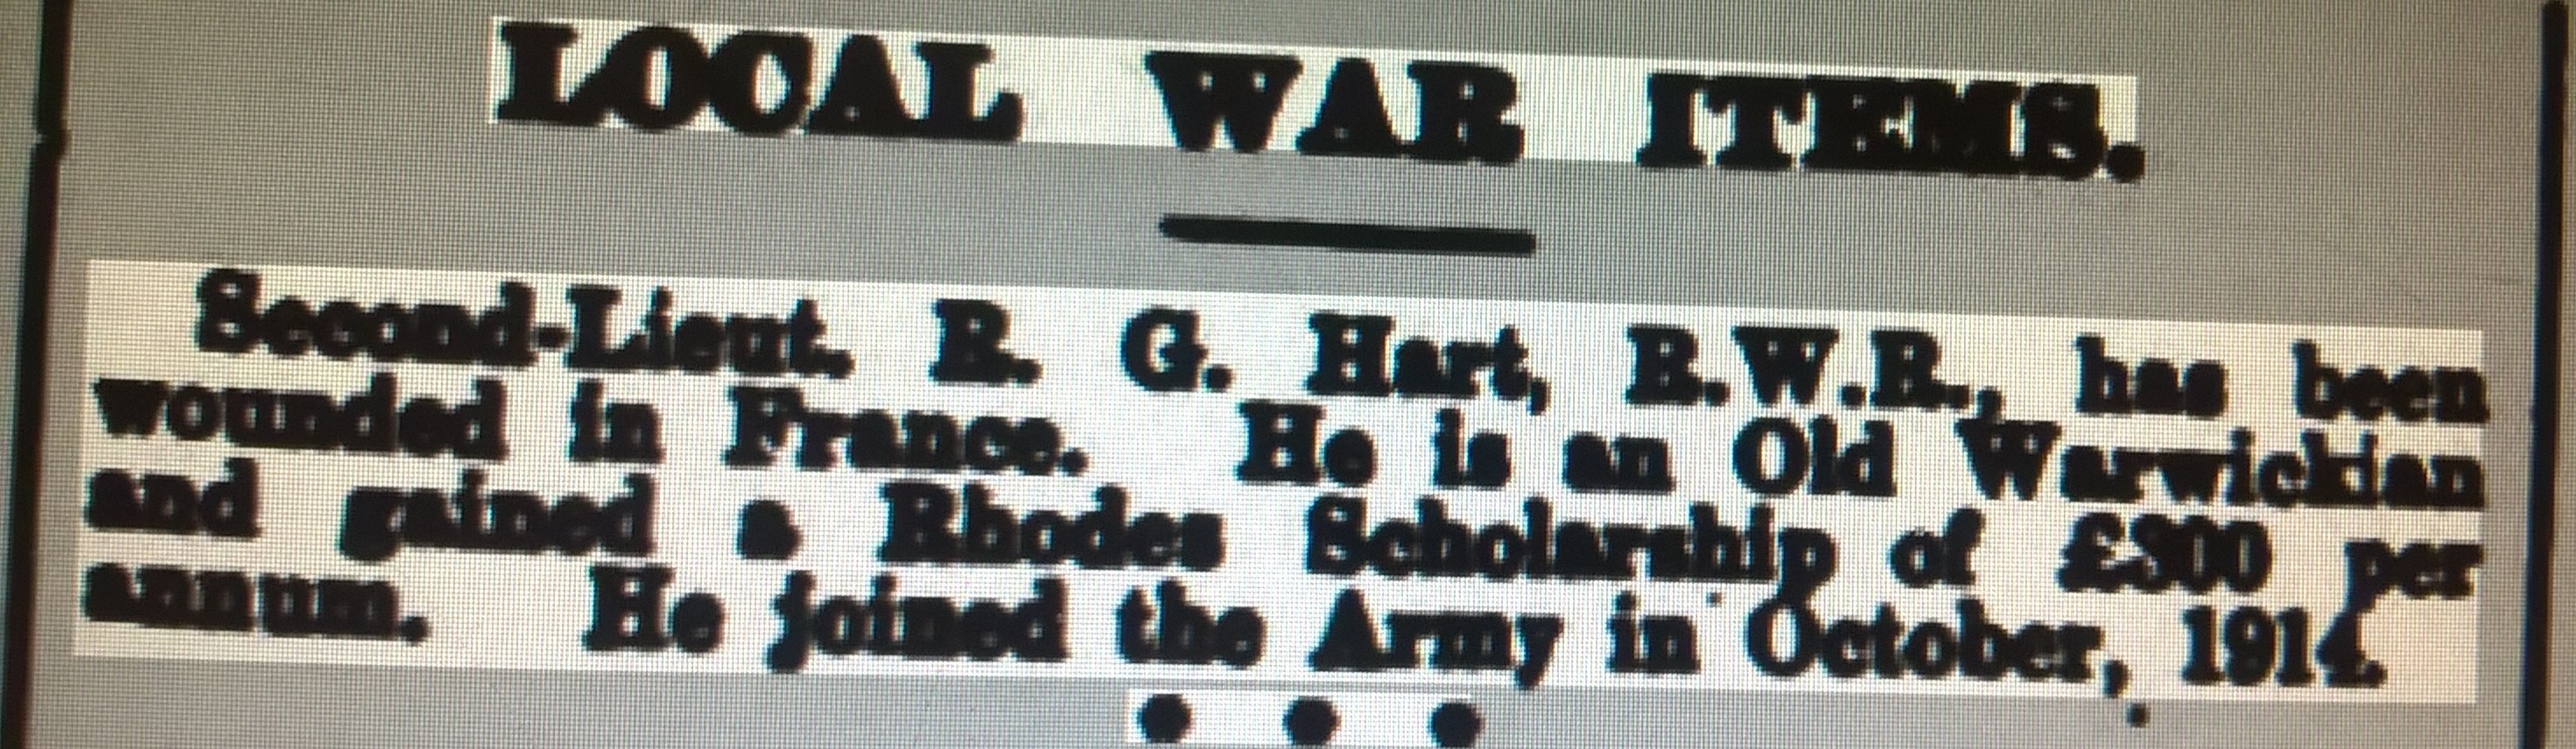 LOCAL WAR ITEMS.
Second-Lieut. R. G. Hart, R.W.R., has been
wounded in France. He is an Old Warwickian
and gained a Rhodes Scholarship of £300 per
annum. He joined the Army in October, 1914.